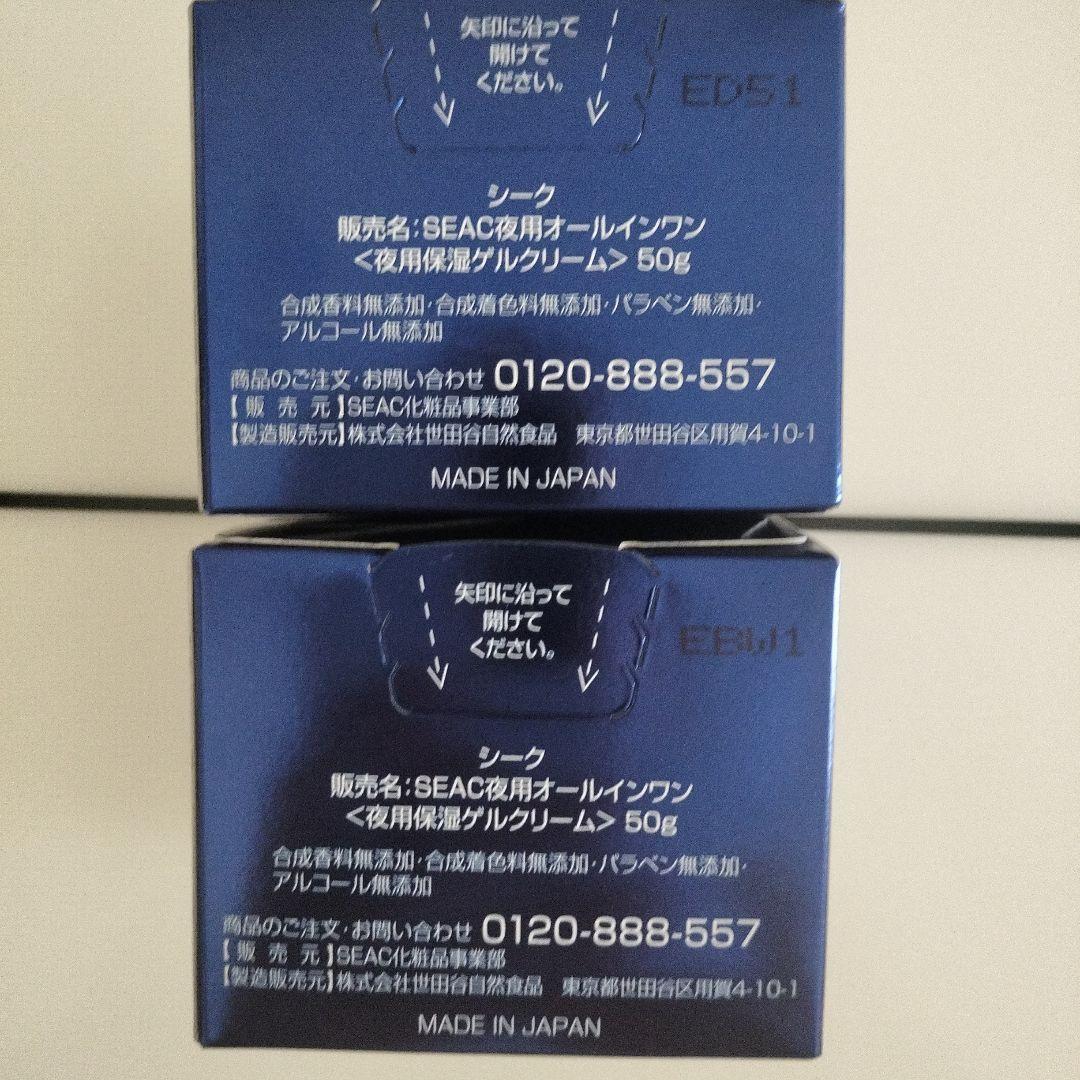 矢印に沿って
開けて
ください。
ED51
シーク
販売名:SEAC夜用オールインワン
<夜用保湿ゲルクリーム> 50g
合成香料無添加・合成着色料無添加・パラベン無添加・
アルコール無添加
商品のご注文・お問い合わせ 0120-888-557
【 販 売 元 】SEAC化粧品事業部
【製造販売元】株式会社世田谷自然食品 東京都世田谷区用賀4-10-1
MADE IN JAPAN
矢印に沿って
開けて
ください。
EBW1
シーク
販売名:SEAC夜用オールインワン
<夜用保湿ゲルクリーム> 50g
合成香料無添加・合成着色料無添加・パラベン無添加・
アルコール無添加
商品のご注文・お問い合わせ 0120-888-557
【 販 売 元 】SEAC化粧品事業部
【製造販売元】株式会社世田谷自然食品 東京都世田谷区用賀4-10-1
MADE IN JAPAN